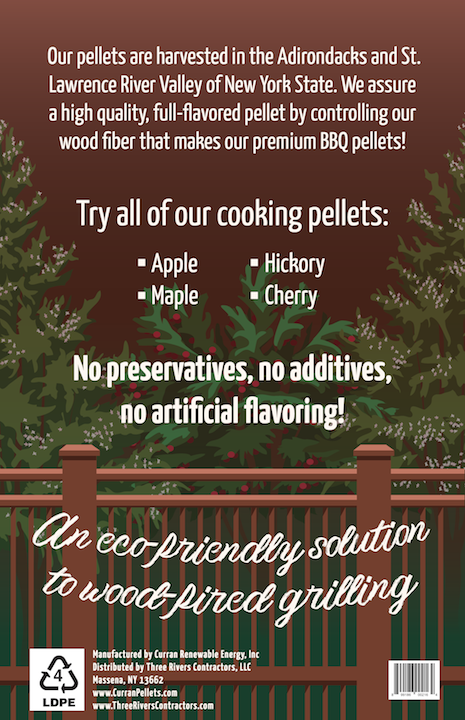 Our pellets are harvested in the Adirondacks and St.
Lawrence River Valley of New York State. We assure
a high quality, full-flavored pellet by controlling our
wood fiber that makes our premium BBQ pellets!
Try all of our cooking pellets:
▪ Apple ▪ Hickory
▪ Maple ▪ Cherry
No preservatives, no additives,
no artificial flavoring!
An eco-friendly solution
to wood-fired grilling
4
LDPE
Manufactured by Curran Renewable Energy, Inc
Distributed by Three Rivers Contractors, LLC
Massena, NY 13662
www.CurranPellets.com
www.ThreeRiversContractors.com